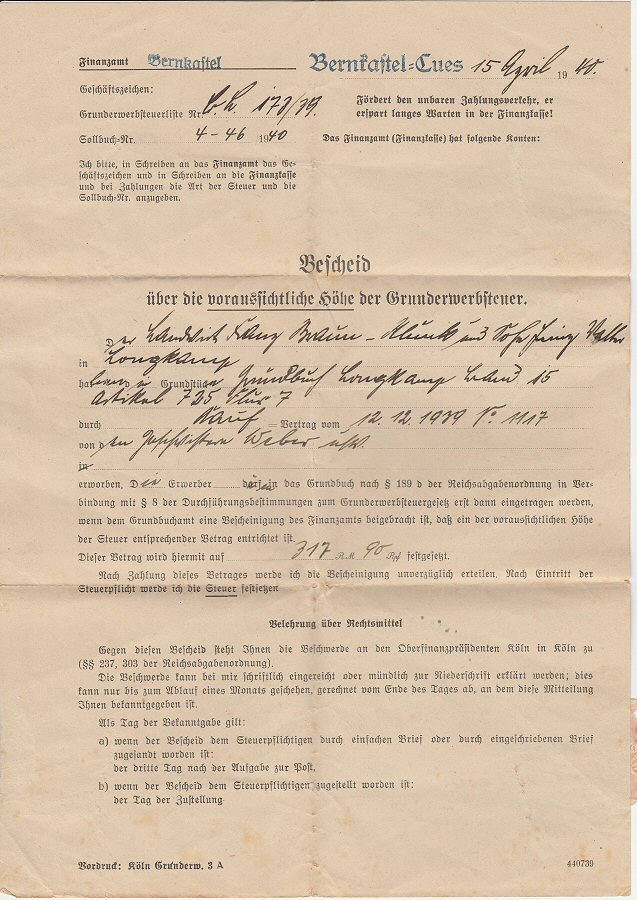 Finanzamt Bernkastel
Bernkastel-Cues 15 April 1940.
Geschäftszeichen:
Grunderwerbsteuerliste Nr. 173/39.
Sollbuch-Nr. 4-46 1940
Fördert den unbaren Zahlungsverkehr, er
erspart langes Warten in der Finanzkasse!
Das Finanzamt (Finanzkasse) hat folgende Konten:
Ich bitte, in Schreiben an das Finanzamt das Ge-
schäftszeichen und in Schreiben an die Finanzkasse
und bei Zahlungen die Art der Steuer und die
Sollbuch-Nr. anzugeben.
Bescheid
über die voraussichtliche Höhe der Grunderwerbsteuer.
Der Landwirt Franz Braun - und
in Longkamp
haben d Grundstück Grundbuch Longkamp Band 15
Artikel 735 Flur 7
durch Kauf =Vertrag vom 12.12.1939 Nr. 1117
von den Geschwistern Weber usw.
in
erworben. Die Erwerber in das Grundbuch nach § 189 d der Reichsabgabenordnung in Ver-
bindung mit § 8 der Durchführungsbestimmungen zum Grunderwerbsteuergesetz erst dann eingetragen werden,
wenn dem Grundbuchamt eine Bescheinigung des Finanzamts beigebracht ist, daß ein der voraussichtlichen Höhe
der Steuer entsprechender Betrag entrichtet ist.
Dieser Betrag wird hiermit auf 317 RM 90 Rpf festgesetzt.
Nach Zahlung dieses Betrages werde ich die Bescheinigung unverzüglich erteilen. Nach Eintritt der
Steuerpflicht werde ich die Steuer festsetzen
Belehrung über Rechtsmittel
Gegen diesen Bescheid steht Ihnen die Beschwerde an den Oberfinanzpräsidenten Köln in Köln zu
(§§ 237, 303 der Reichsabgabenordnung).
Die Beschwerde kann bei mir schriftlich eingereicht oder mündlich zur Niederschrift erklärt werden; dies
kann nur bis zum Ablauf eines Monats geschehen, gerechnet vom Ende des Tages ab, an dem diese Mitteilung
Ihnen bekanntgegeben ist.
Als Tag der Bekanntgabe gilt:
a) wenn der Bescheid dem Steuerpflichtigen durch einfachen Brief oder durch eingeschriebenen Brief
zugesandt worden ist:
der dritte Tag nach der Aufgabe zur Post,
b) wenn der Bescheid dem Steuerpflichtigen zugestellt worden ist:
der Tag der Zustellung
Vordruck: Köln Grunderw. 3 A
440739